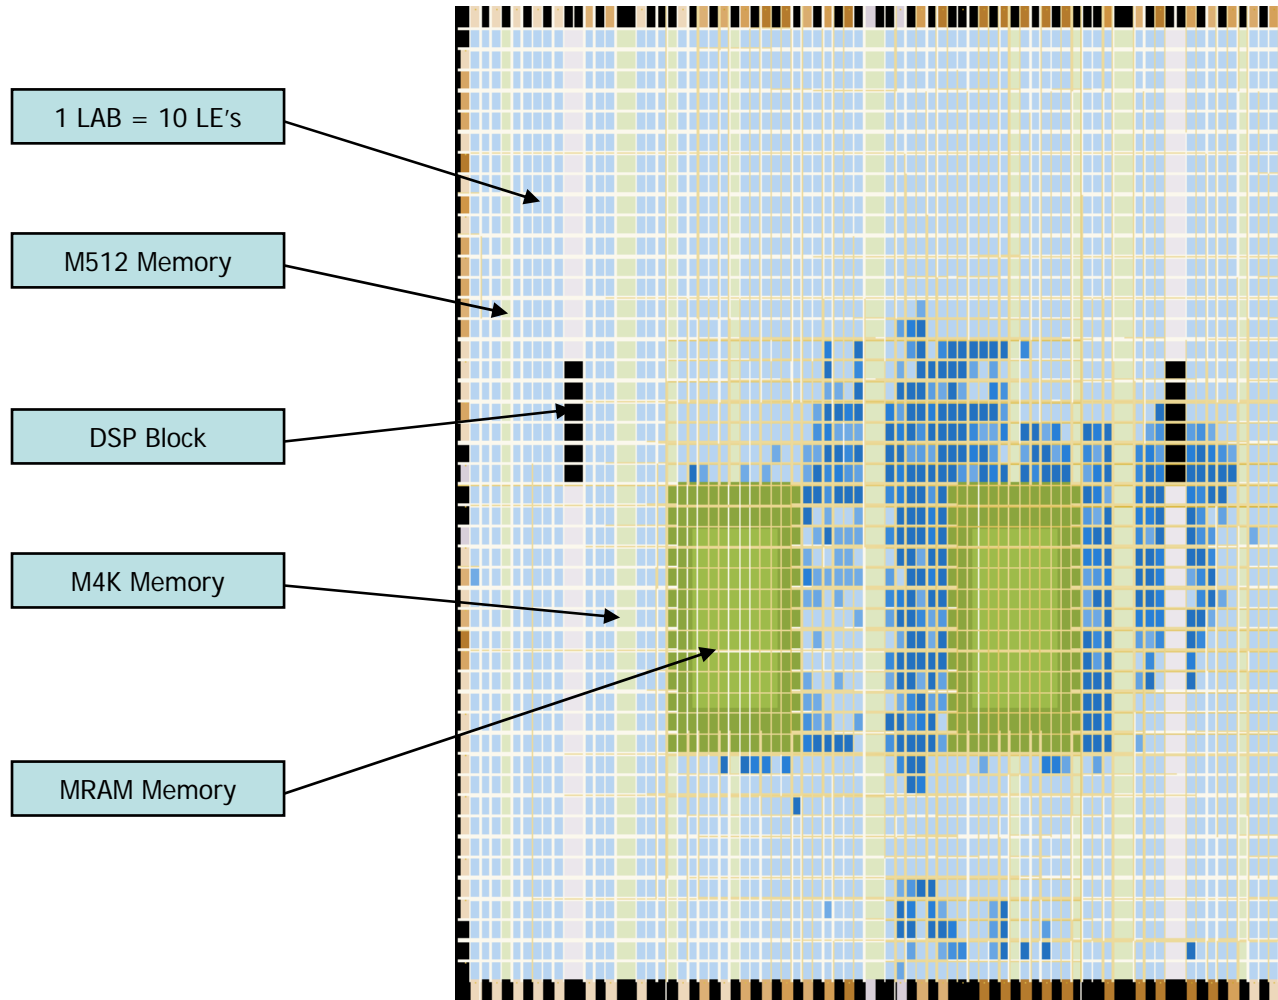 1 LAB = 10 LE's
M512 Memory
DSP Block
M4K Memory
MRAM Memory